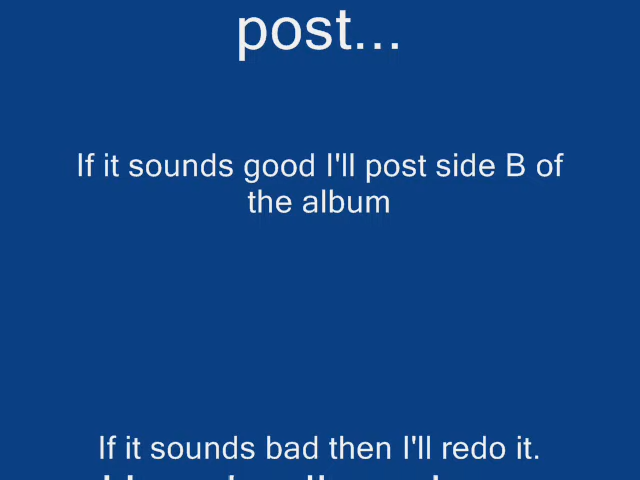 post...
If it sounds good I'll post side B of
the album
If it sounds bad then I'll redo it.